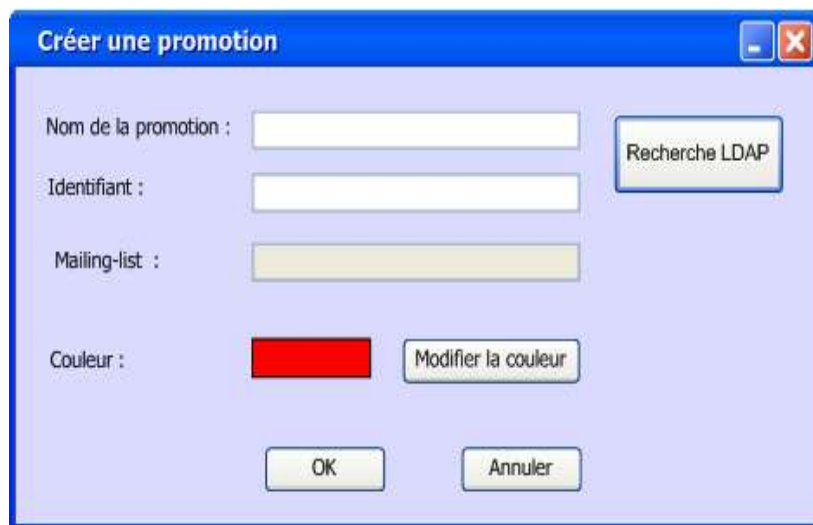 Créer une promotion
Nom de la promotion :
Recherche LDAP
Identifiant :
Mailing-list :
Couleur :
Modifier la couleur
OK
Annuler